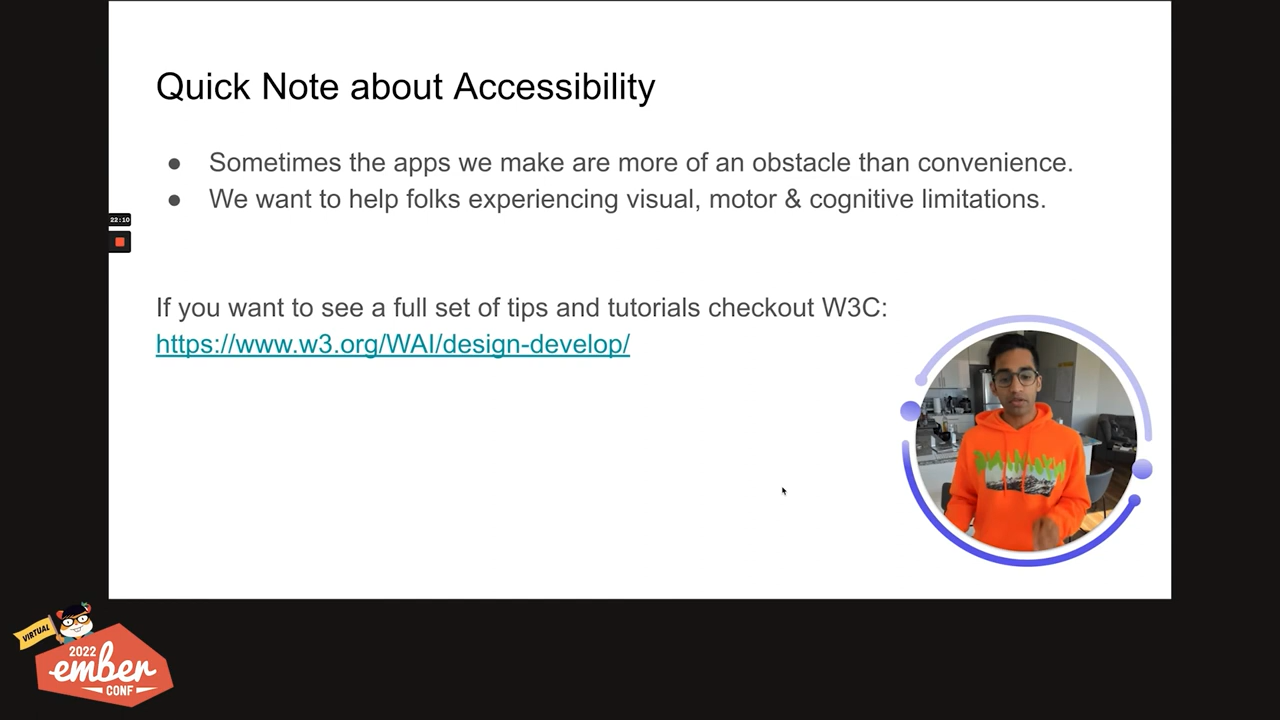 Quick Note about Accessibility
● Sometimes the apps we make are more of an obstacle than convenience.
● We want to help folks experiencing visual, motor & cognitive limitations.
22:10
If you want to see a full set of tips and tutorials checkout W3C:
https://www.w3.org/WAI/design-develop/
VIRTUAL
2022
ember
CONF